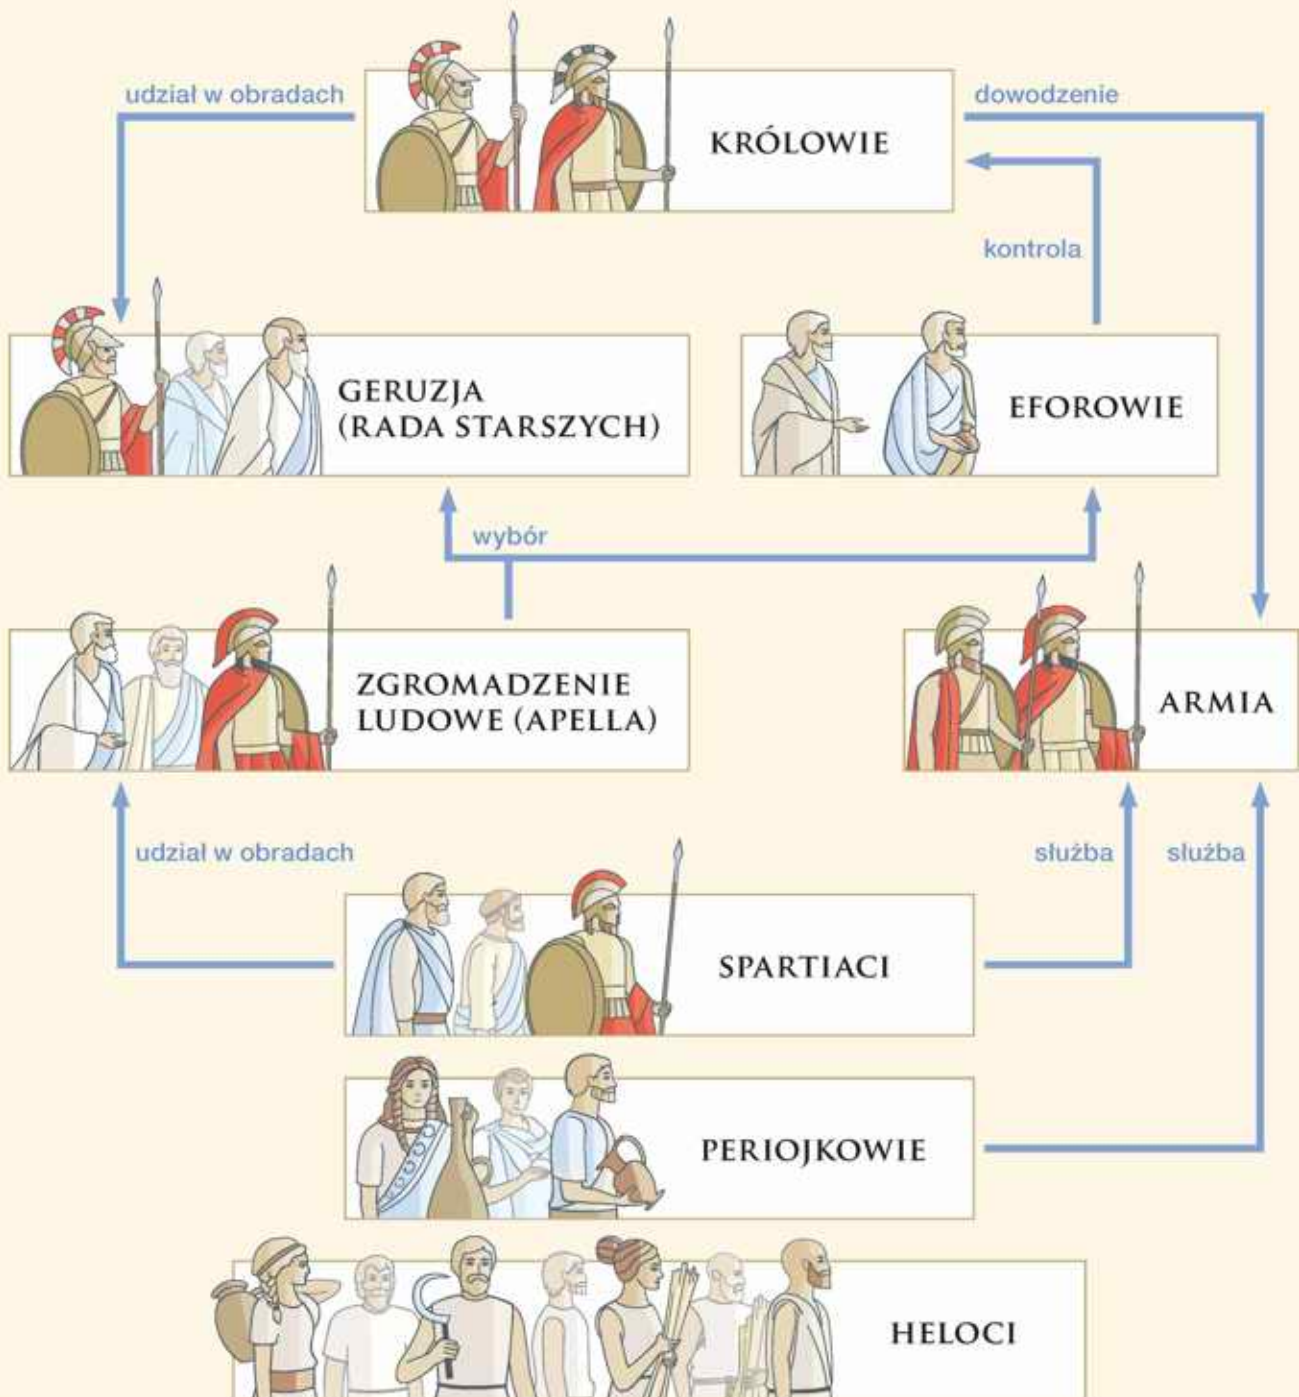 udział w obradach
KRÓLOWIE
dowodzenie
kontrola
GERUZJA
(RADA STARSZYCH)
EFOROWIE
wybór
ZGROMADZENIE
LUDOWE (APELLA)
ARMIA
udział w obradach
służba
służba
SPARTIACI
PERIOJKOWIE
HELOCI